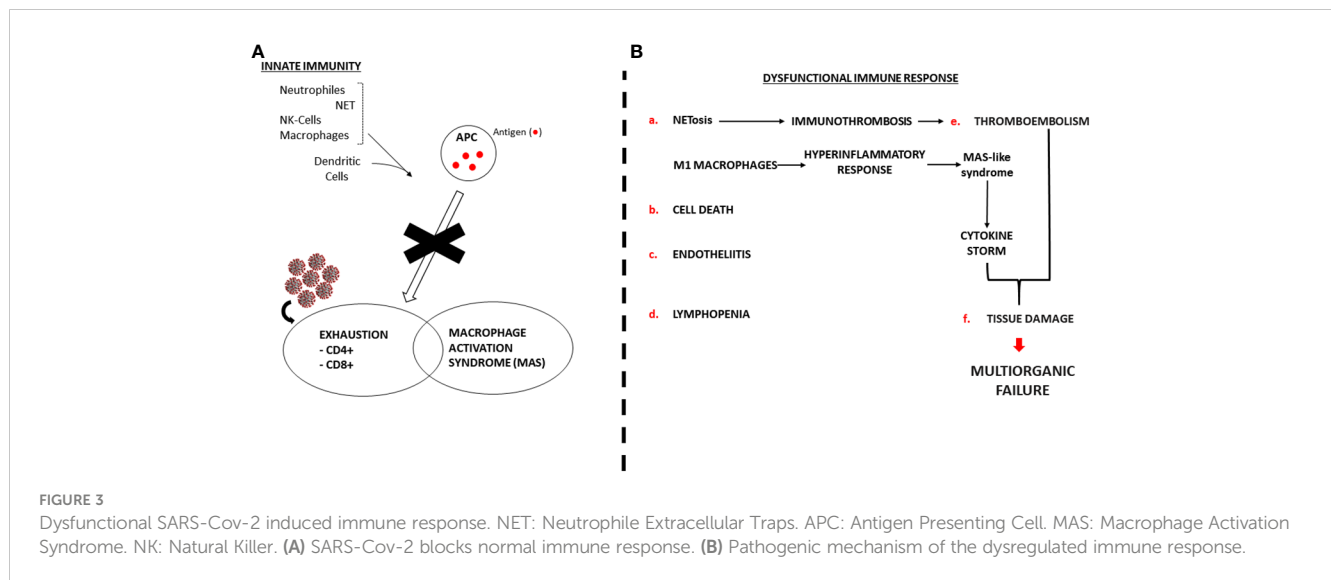 A
INNATE IMMUNITY
Neutrophiles
NET
NK-Cells
Macrophages
Dendritic
Cells
APC
Antigen (•)
EXHAUSTION
- CD4+
- CD8+
MACROPHAGE
ACTIVATION
SYNDROME (MAS)
B
DYSFUNCTIONAL IMMUNE RESPONSE
a. NETosis IMMUNOTHROMBOSIS e. THROMBOEMBOLISM
M1 MACROPHAGES
HYPERINFLAMMATORY
RESPONSE
MAS-like
syndrome
b. CELL DEATH
CYTOKINE
STORM
c. ENDOTHELIITIS
d. LYMPHOPENIA
f. TISSUE DAMAGE
MULTIORGANIC
FAILURE
FIGURE 3
Dysfunctional SARS-Cov-2 induced immune response. NET: Neutrophile Extracellular Traps. APC: Antigen Presenting Cell. MAS: Macrophage Activation
Syndrome. NK: Natural Killer. (A) SARS-Cov-2 blocks normal immune response. (B) Pathogenic mechanism of the dysregulated immune response.